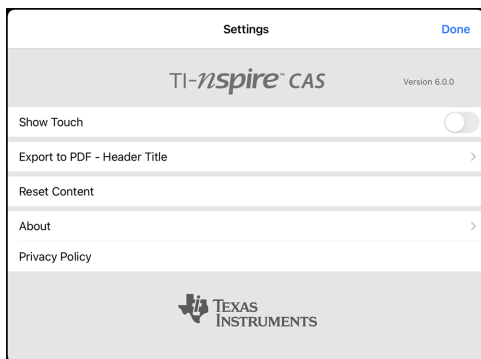 Settings
Done
TI-nspire™ CAS
Version 6.0.0
Show Touch
Export to PDF - Header Title
Reset Content
About
Privacy Policy
TEXAS
INSTRUMENTS